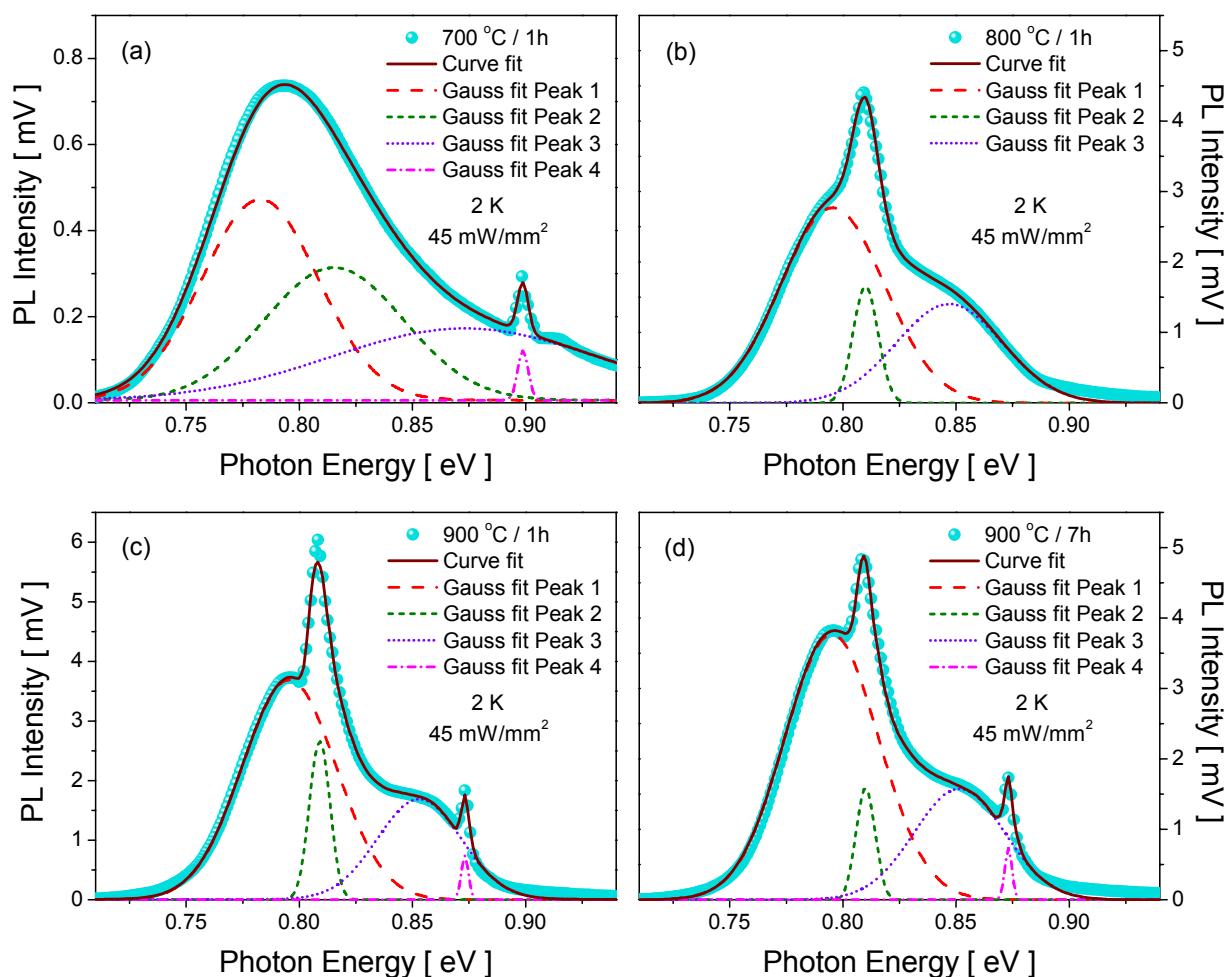 (a)
700 °C / 1h
Curve fit
Gauss fit Peak 1
Gauss fit Peak 2
Gauss fit Peak 3
Gauss fit Peak 4
2 K
45 mW/mm²
0.8
0.6
0.4
0.2
0.0
PL Intensity [ mV ]
0.75 0.80 0.85 0.90
Photon Energy [ eV ]
(b)
800 °C / 1h
Curve fit
Gauss fit Peak 1
Gauss fit Peak 2
Gauss fit Peak 3
2 K
45 mW/mm²
5
4
3
2
1
0
PL Intensity [ mV ]
0.75 0.80 0.85 0.90
Photon Energy [ eV ]
(c)
900 °C / 1h
Curve fit
Gauss fit Peak 1
Gauss fit Peak 2
Gauss fit Peak 3
Gauss fit Peak 4
2 K
45 mW/mm²
6
5
4
3
2
1
0
PL Intensity [ mV ]
0.75 0.80 0.85 0.90
Photon Energy [ eV ]
(d)
900 °C / 7h
Curve fit
Gauss fit Peak 1
Gauss fit Peak 2
Gauss fit Peak 3
Gauss fit Peak 4
2 K
45 mW/mm²
5
4
3
2
1
0
PL Intensity [ mV ]
0.75 0.80 0.85 0.90
Photon Energy [ eV ]